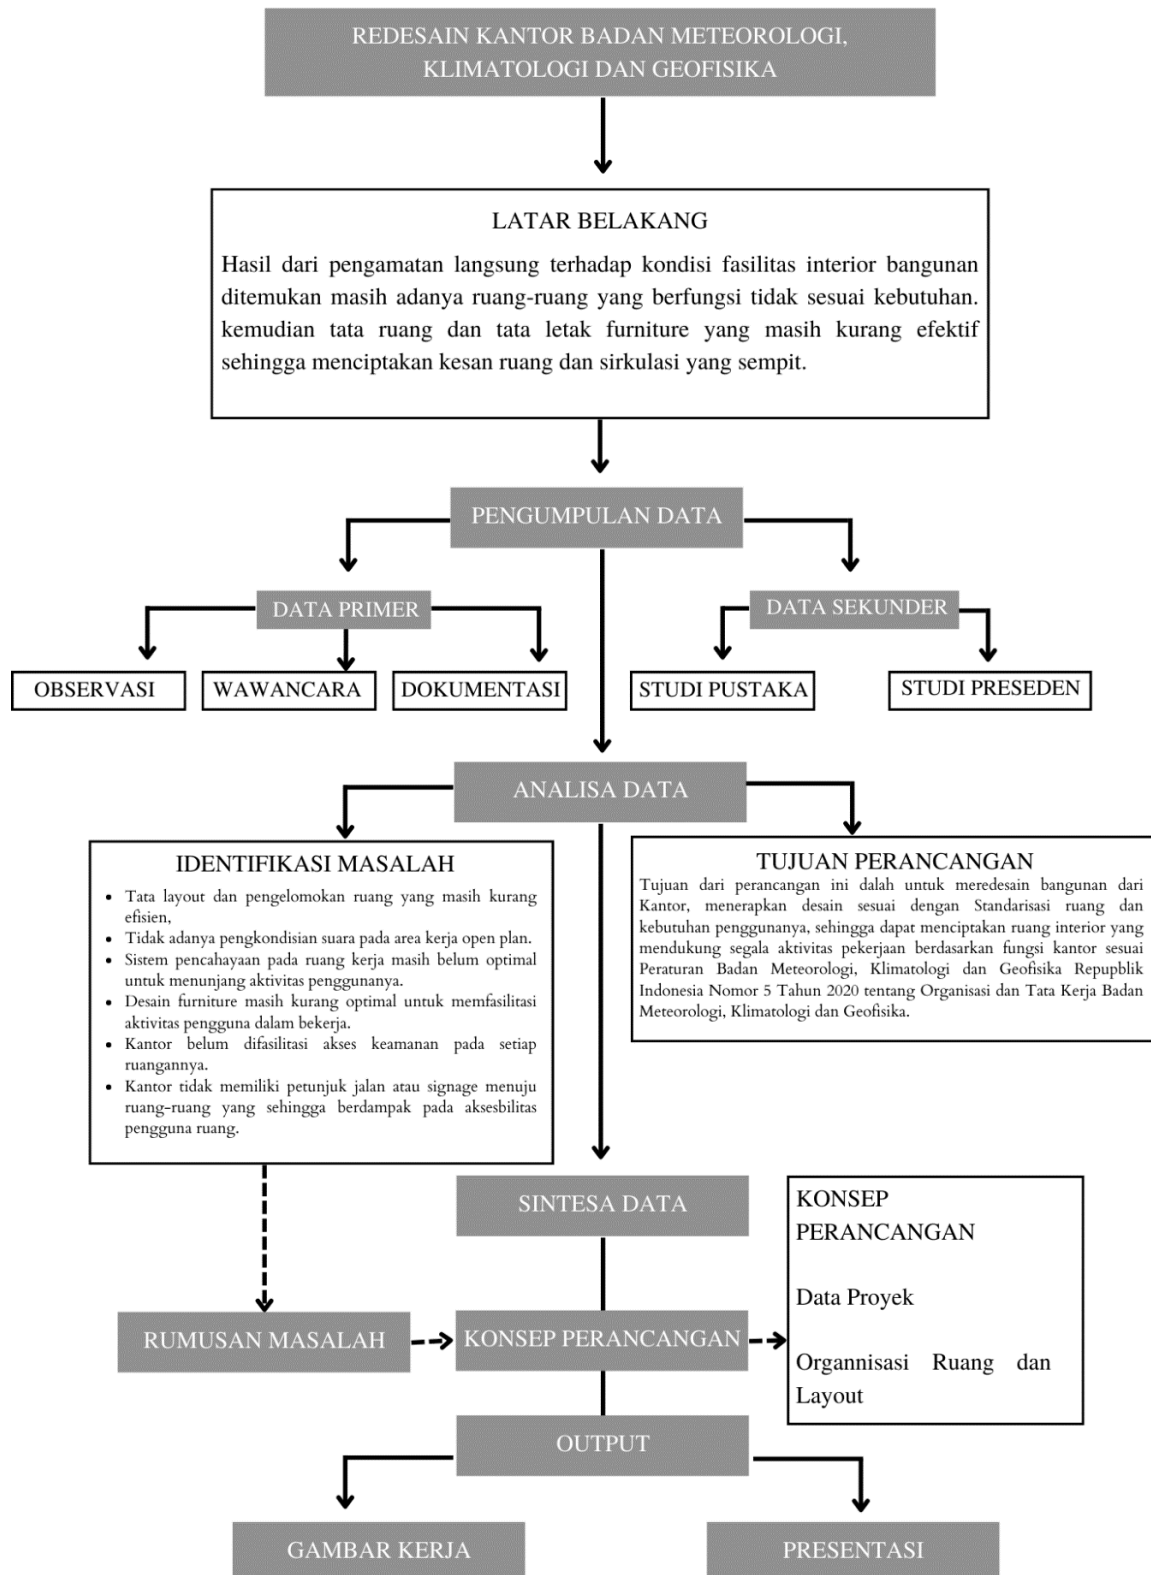 REDESAIN KANTOR BADAN METEOROLOGI,
KLIMATOLOGI DAN GEOFISIKA
LATAR BELAKANG
Hasil dari pengamatan langsung terhadap kondisi fasilitas interior bangunan
ditemukan masih adanya ruang-ruang yang berfungsi tidak sesuai kebutuhan.
kemudian tata ruang dan tata letak furniture yang masih kurang efektif
sehingga menciptakan kesan ruang dan sirkulasi yang sempit.
PENGUMPULAN DATA
DATA PRIMER
DATA SEKUNDER
OBSERVASI
WAWANCARA
DOKUMENTASI
STUDI PUSTAKA
STUDI PRESEDEN
ANALISA DATA
IDENTIFIKASI MASALAH
• Tata layout dan pengelomokan ruang yang masih kurang
efisien,
• Tidak adanya pengkondisian suara pada area kerja open plan.
• Sistem pencahayaan pada ruang kerja masih belum optimal
untuk menunjang aktivitas penggunanya.
• Desain furniture masih kurang optimal untuk memfasilitasi
aktivitas pengguna dalam bekerja.
• Kantor belum difasilitasi akses keamanan pada setiap
ruangannya.
• Kantor tidak memiliki petunjuk jalan atau signage menuju
ruang-ruang yang sehingga berdampak pada aksesbilitas
pengguna ruang.
TUJUAN PERANCANGAN
Tujuan dari perancangan ini dalah untuk meredesain bangunan dari
Kantor, menerapkan desain sesuai dengan Standarisasi ruang dan
kebutuhan penggunanya, sehingga dapat menciptakan ruang interior yang
mendukung segala aktivitas pekerjaan berdasarkan fungsi kantor sesuai
Peraturan Badan Meteorologi, Klimatologi dan Geofisika Repupblik
Indonesia Nomor 5 Tahun 2020 tentang Organisasi dan Tata Kerja Badan
Meteorologi, Klimatologi dan Geofisika.
SINTESA DATA
RUMUSAN MASALAH
KONSEP PERANCANGAN
KONSEP
PERANCANGAN
Data Proyek
Organnisasi Ruang dan
Layout
OUTPUT
GAMBAR KERJA
PRESENTASI